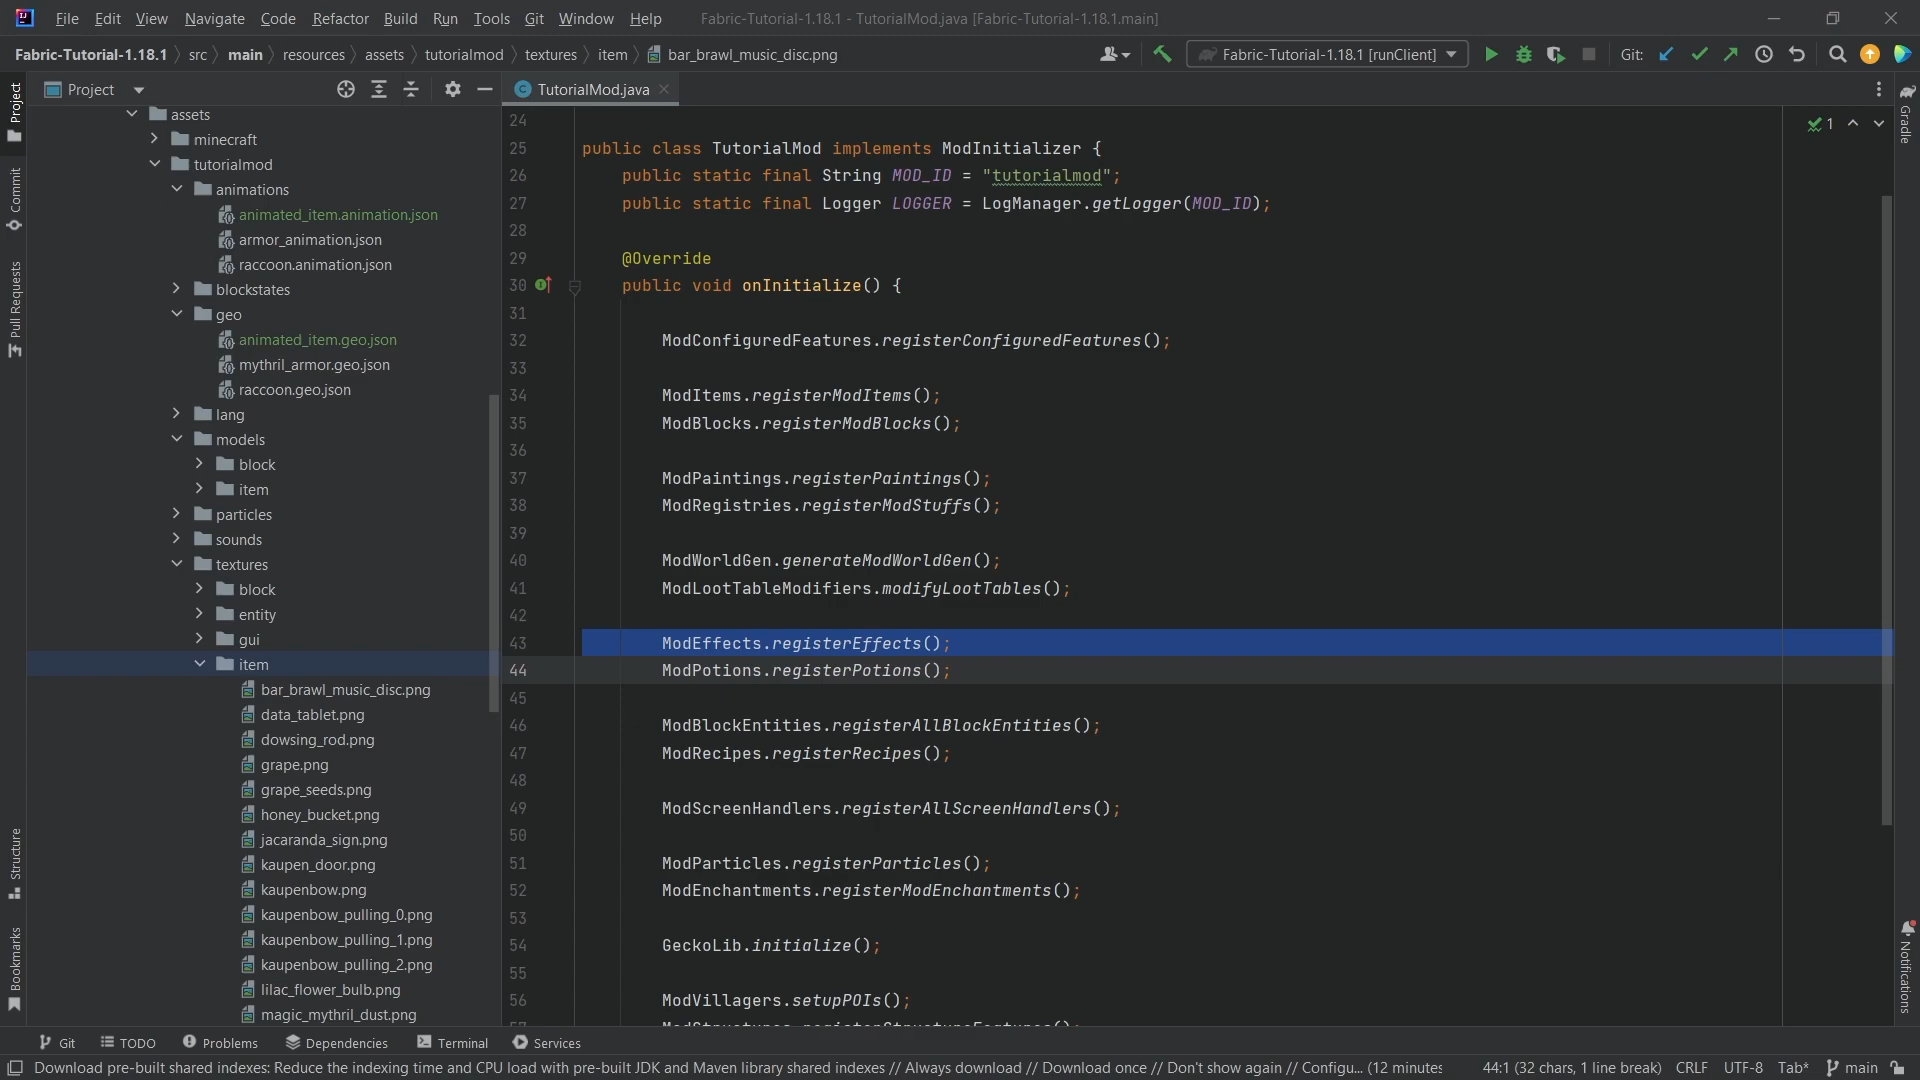 File Edit View Navigate Code Refactor Build Run Tools Git Window Help Fabric-Tutorial-1.18.1 - TutorialMod.java [Fabric-Tutorial-1.18.1.main]
Fabric-Tutorial-1.18.1 src main resources assets tutorialmod textures item bar_brawl_music_disc.png Fabric-Tutorial-1.18.1 [runClient] Git:
Project TutorialMod.java
Project
Commit
Pull Requests
Structure
Bookmarks
assets
minecraft
tutorialmod
animations
animated_item.animation.json
armor_animation.json
raccoon.animation.json
blockstates
geo
animated_item.geo.json
mythril_armor.geo.json
raccoon.geo.json
lang
models
block
item
particles
sounds
textures
block
entity
gui
item
bar_brawl_music_disc.png
data_tablet.png
dowsing_rod.png
grape.png
grape_seeds.png
honey_bucket.png
jacaranda_sign.png
kaupen_door.png
kaupenbow.png
kaupenbow_pulling_0.png
kaupenbow_pulling_1.png
kaupenbow_pulling_2.png
lilac_flower_bulb.png
magic_mythril_dust.png
24
25 public class TutorialMod implements ModInitializer {
26 public static final String MOD_ID = "tutorialmod";
27 public static final Logger LOGGER = LogManager.getLogger(MOD_ID);
28
29 @Override
30 public void onInitialize() {
31
32 ModConfiguredFeatures.registerConfiguredFeatures();
33
34 ModItems.registerModItems();
35 ModBlocks.registerModBlocks();
36
37 ModPaintings.registerPaintings();
38 ModRegistries.registerModStuffs();
39
40 ModWorldGen.generateModWorldGen();
41 ModLootTableModifiers.modifyLootTables();
42
43 ModEffects.registerEffects();
44 ModPotions.registerPotions();
45
46 ModBlockEntities.registerAllBlockEntities();
47 ModRecipes.registerRecipes();
48
49 ModScreenHandlers.registerAllScreenHandlers();
50
51 ModParticles.registerParticles();
52 ModEnchantments.registerModEnchantments();
53
54 GeckoLib.initialize();
55
56 ModVillagers.setupPOIs();
57 ModStructures.registerStructureFeatures();
1
Gradle
Notifications
Git TODO Problems Dependencies Terminal Services
Download pre-built shared indexes: Reduce the indexing time and CPU load with pre-built JDK and Maven library shared indexes // Always download // Download once // Don't show again // Configu... (12 minutes 44:1 (32 chars, 1 line break) CRLF UTF-8 Tab* main